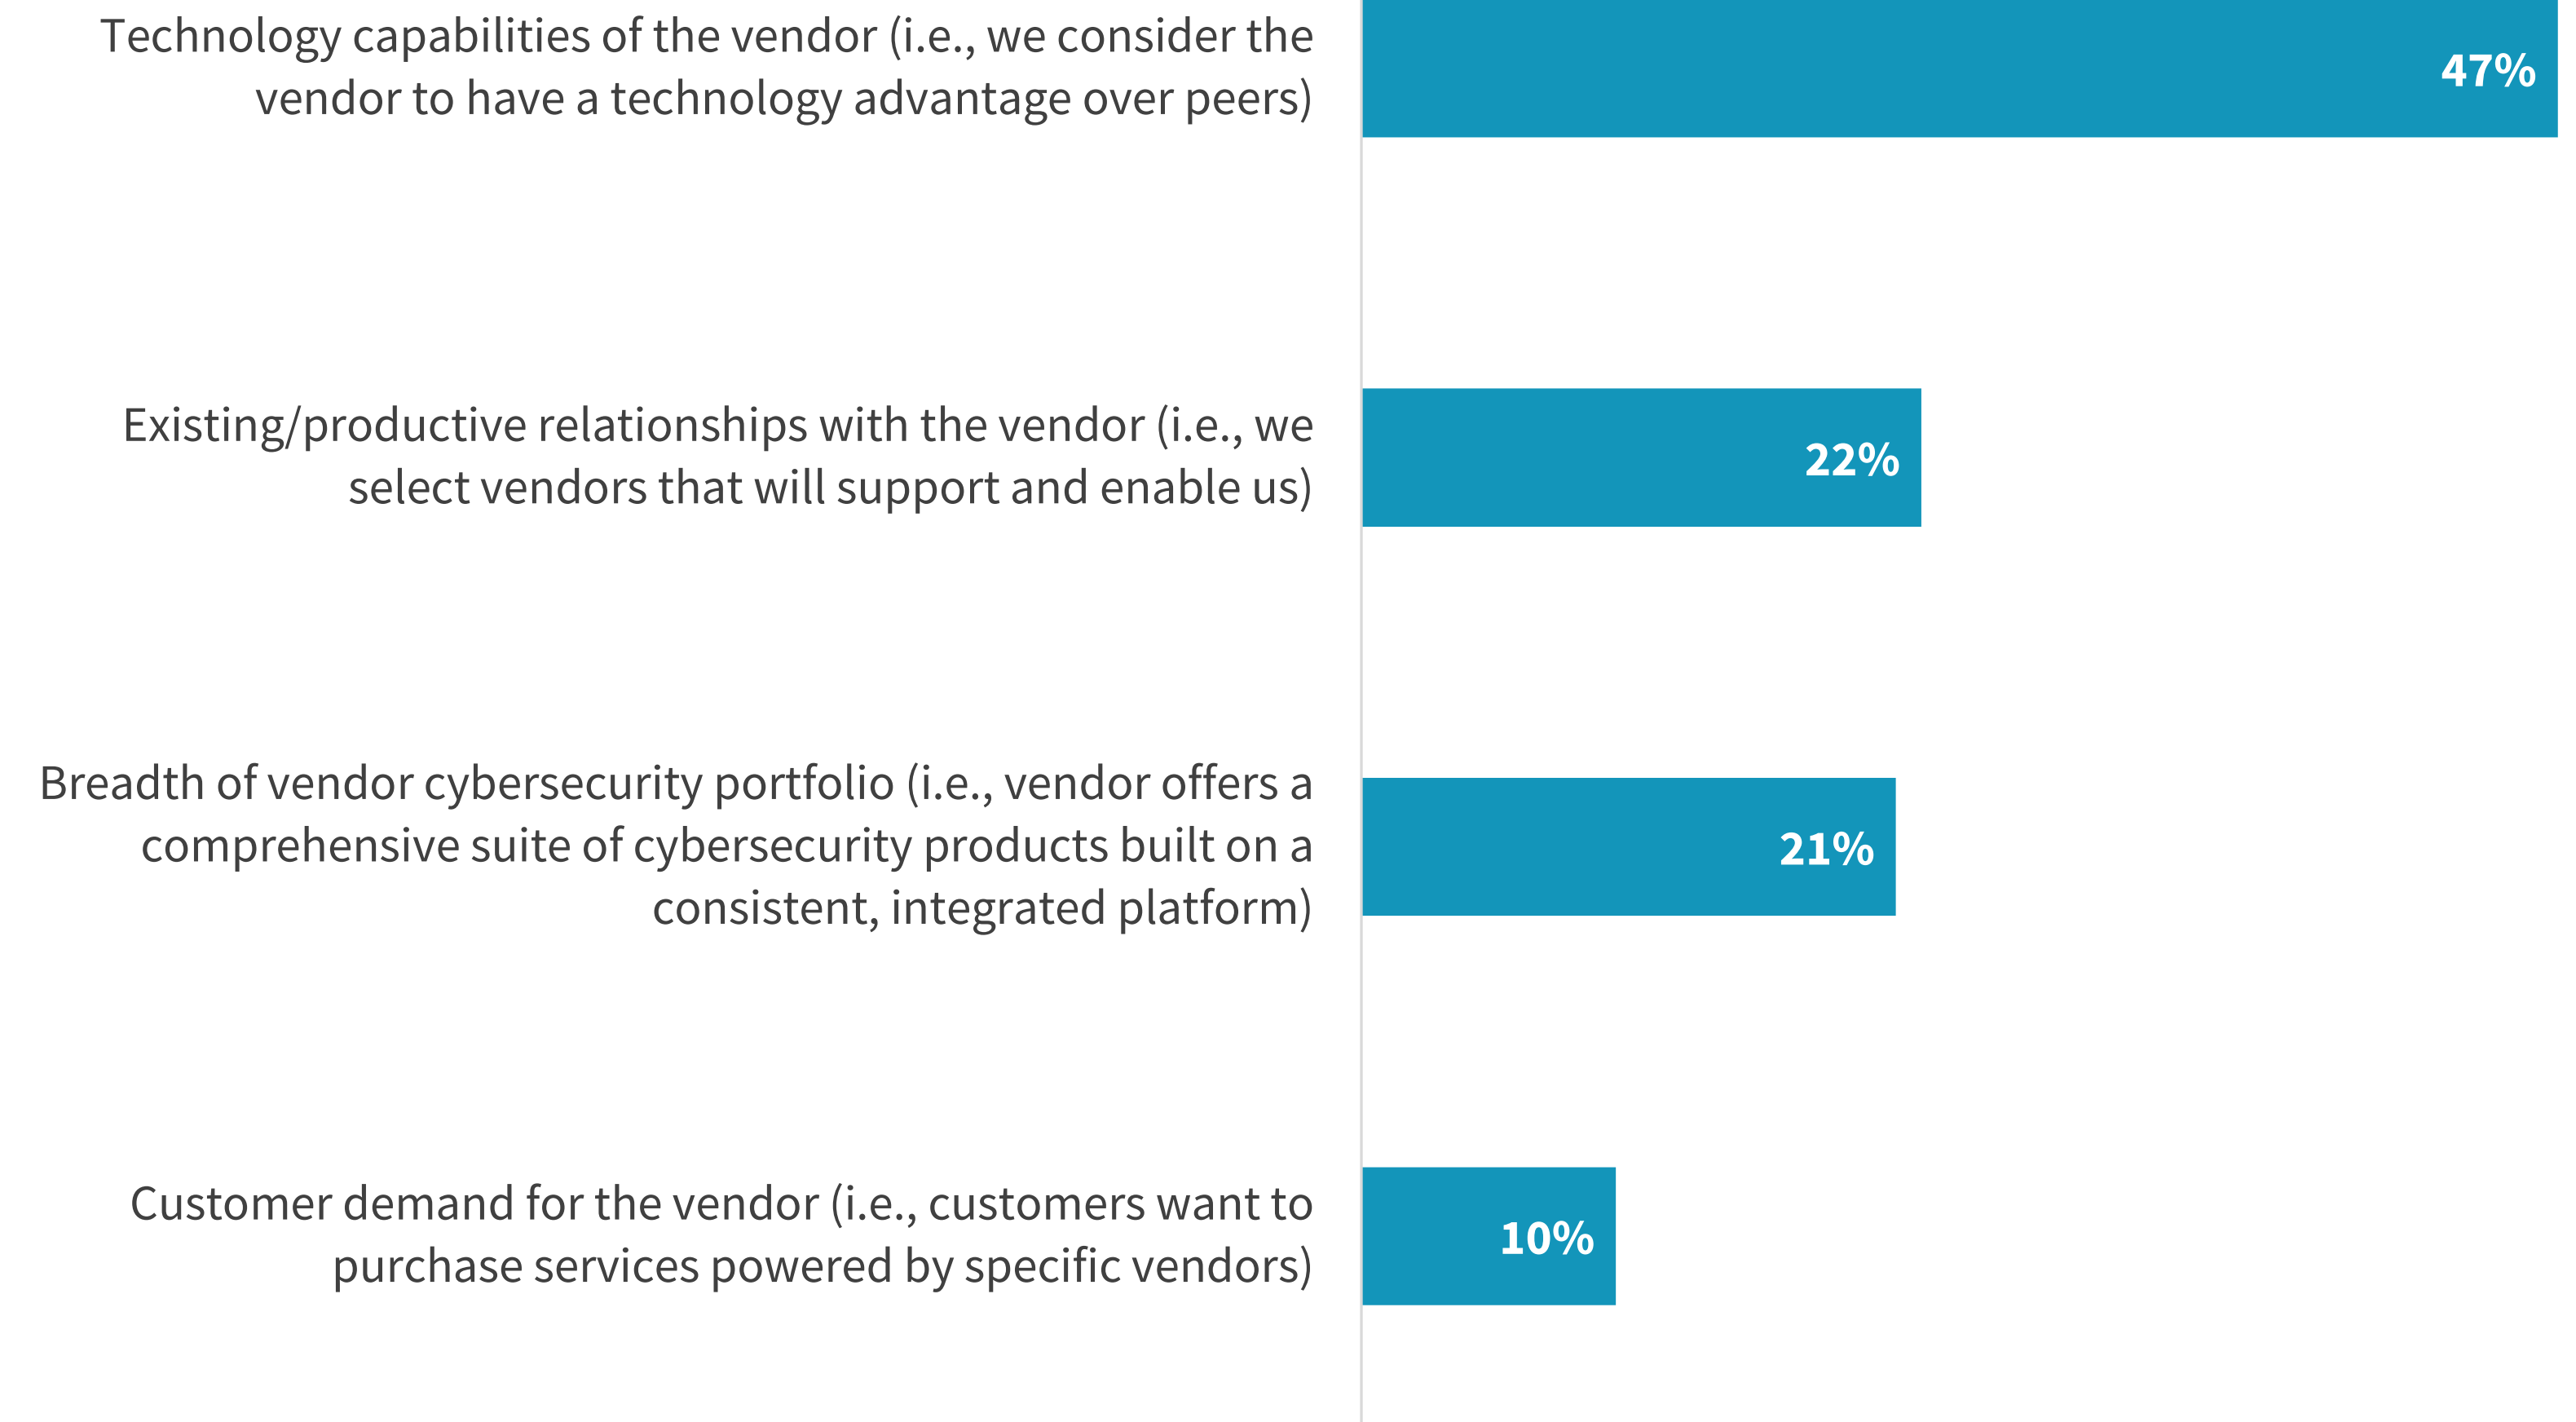 Technology capabilities of the vendor (i.e., we consider the
vendor to have a technology advantage over peers)
47%
Existing/productive relationships with the vendor (i.e., we
select vendors that will support and enable us)
22%
Breadth of vendor cybersecurity portfolio (i.e., vendor offers a
comprehensive suite of cybersecurity products built on a
consistent, integrated platform)
21%
Customer demand for the vendor (i.e., customers want to
purchase services powered by specific vendors)
10%